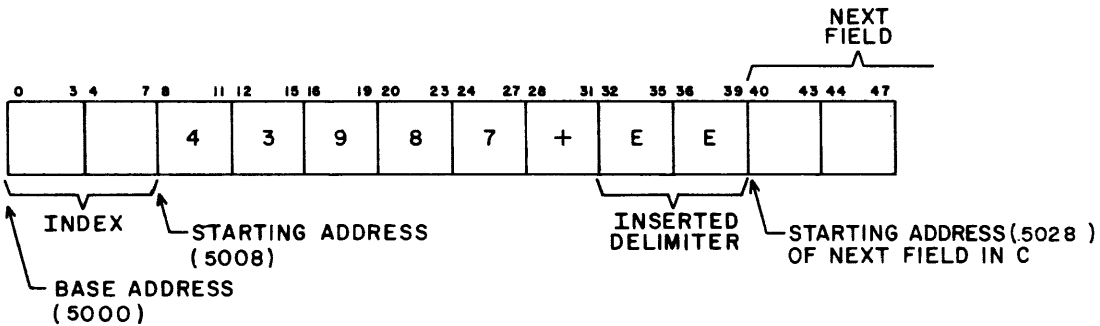 NEXT
FIELD
0 3 4 7 8 11 12 15 16 19 20 23 24 27 28 31 32 35 36 39 40 43 44 47
4 3 9 8 7 + E E
INDEX
STARTING ADDRESS
(5008)
BASE ADDRESS
(5000)
INSERTED
DELIMITER
STARTING ADDRESS (.5028 )
OF NEXT FIELD IN C